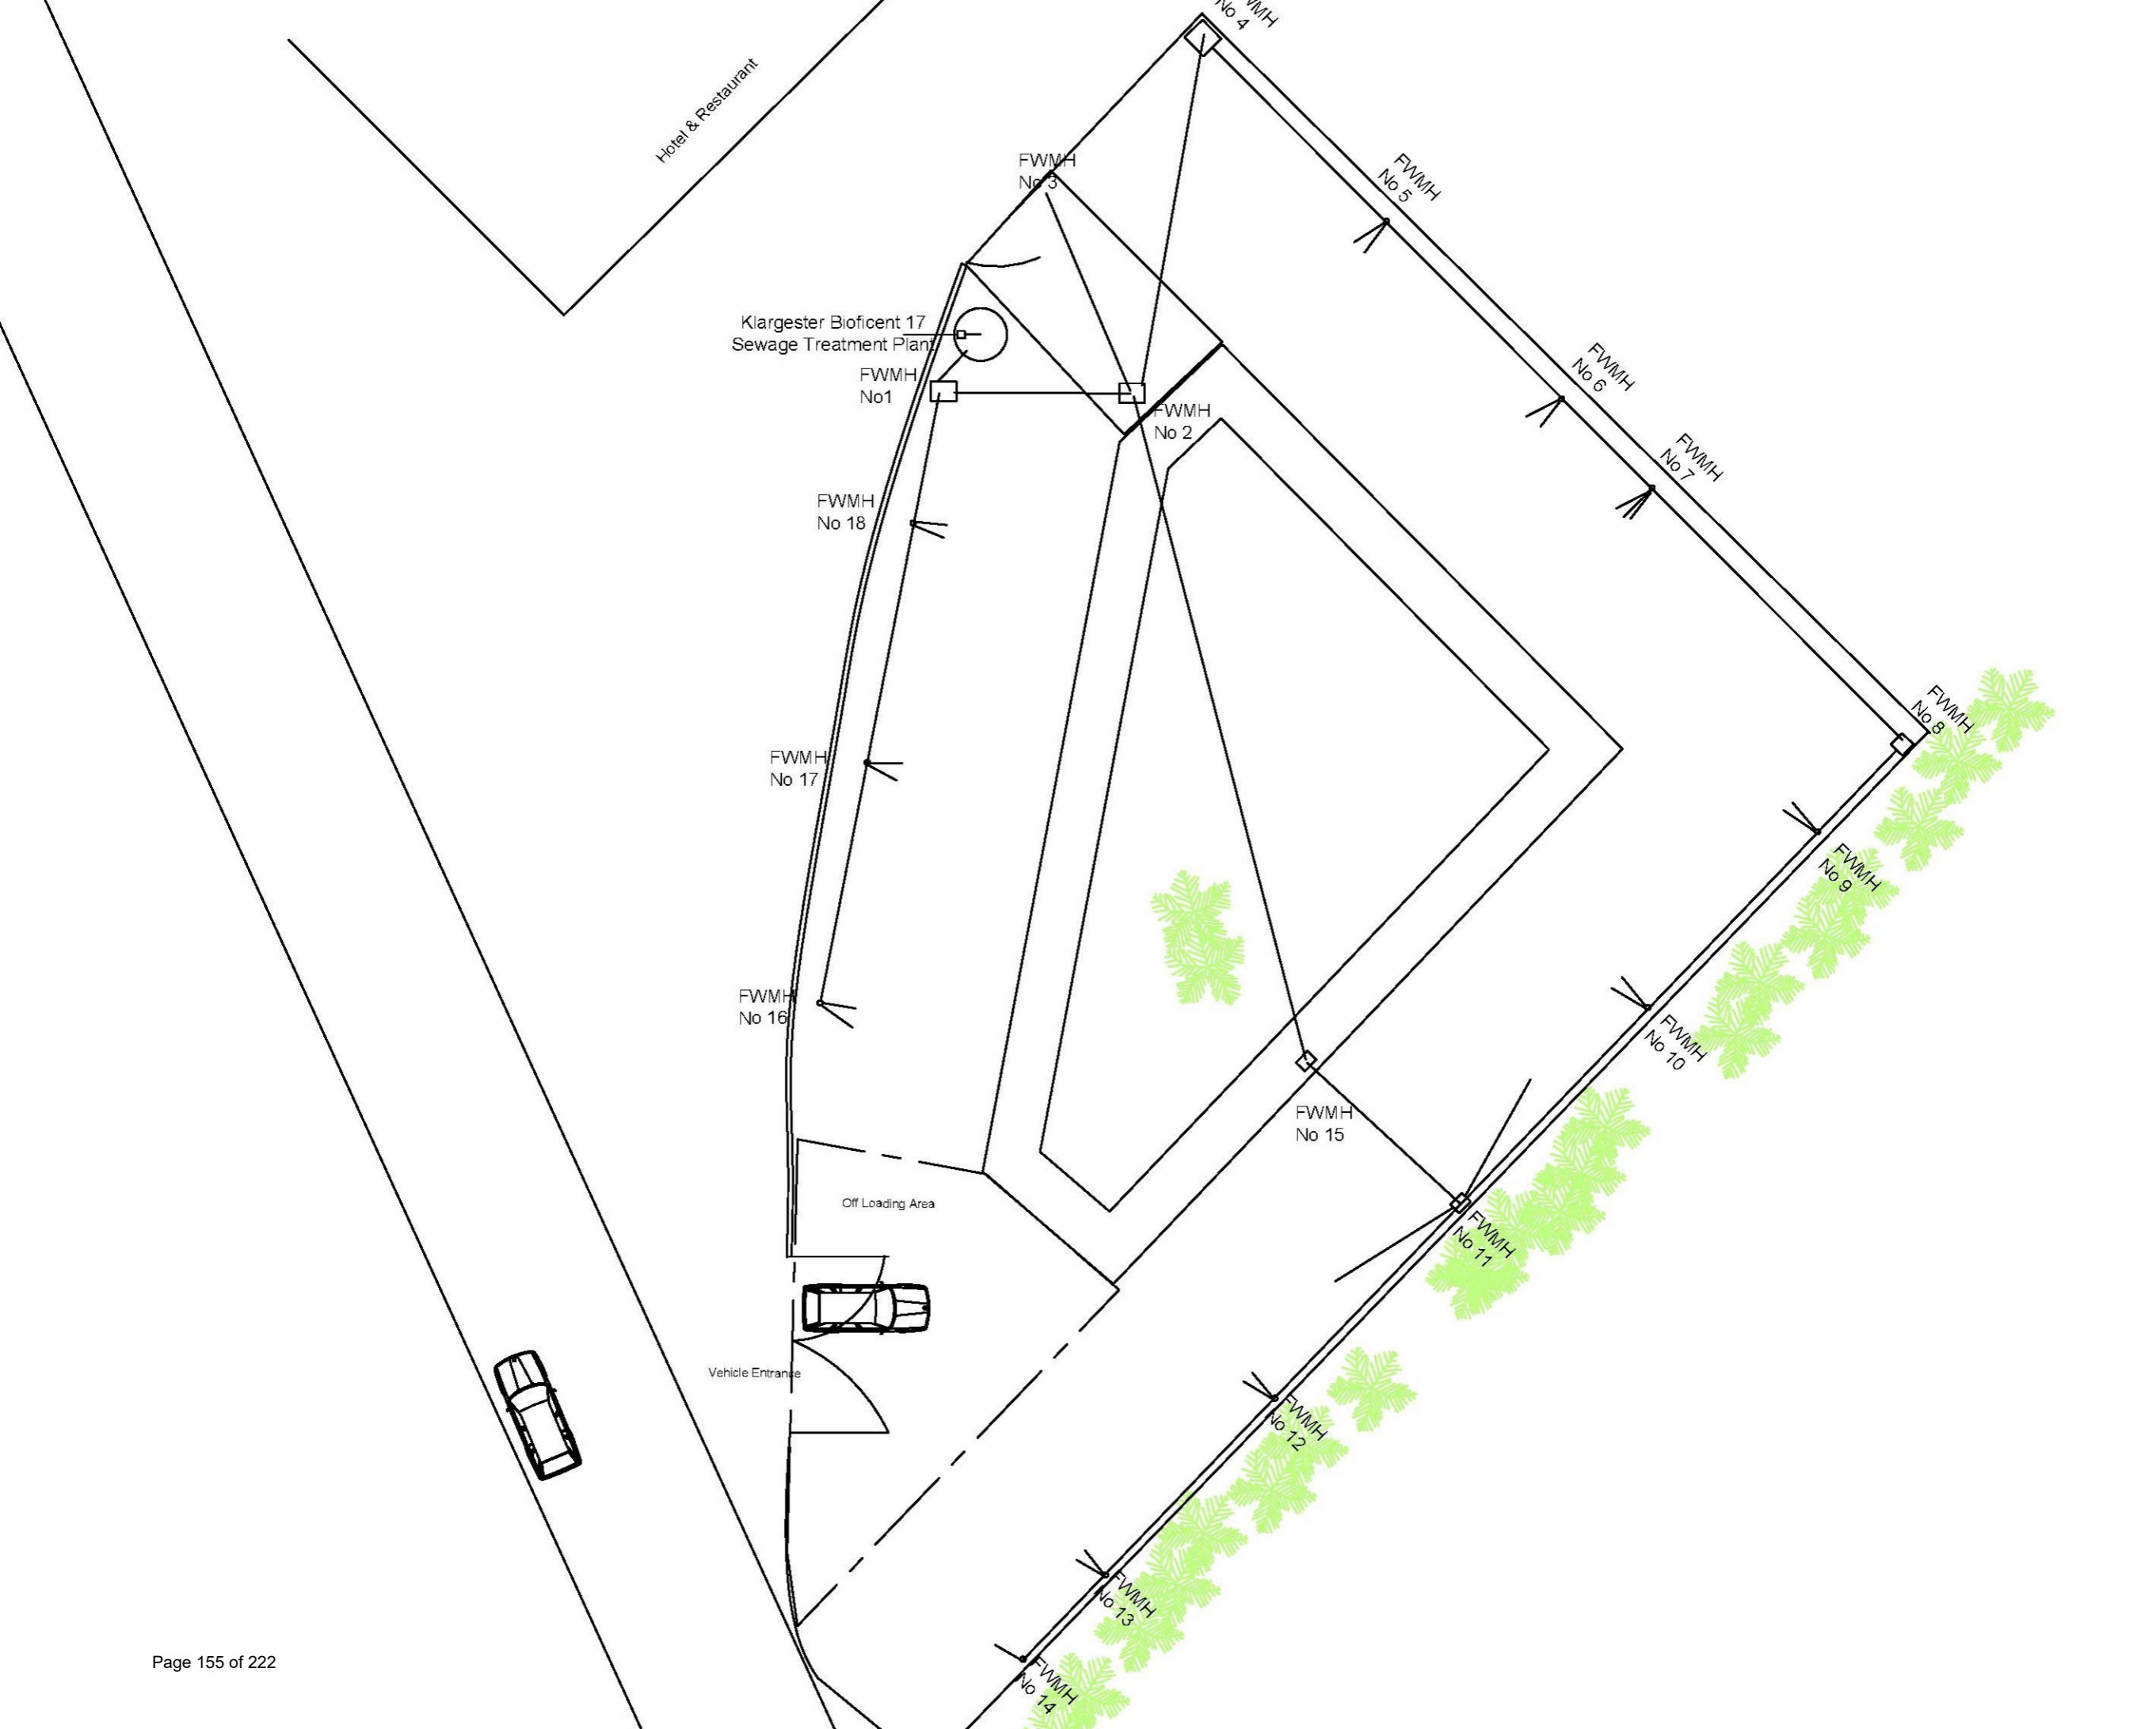 FWMH
No 4
Hotel & Restaurant
FWMH
No 3
FWMH
No 5
Klargester Bioficent 17
Sewage Treatment Plant
FWMH
No1
FWMH
No 6
FWMH
No 2
FWMH
No 7
FWMH
No 18
FWMH
No 8
FWMH
No 17
FWMH
No 9
FWMH
No 16
FWMH
No 10
FWMH
No 15
Off Loading Area
FWMH
No 11
Vehicle Entrance
FWMH
No 12
FWMH
No 13
FWMH
No 14
Page 155 of 222